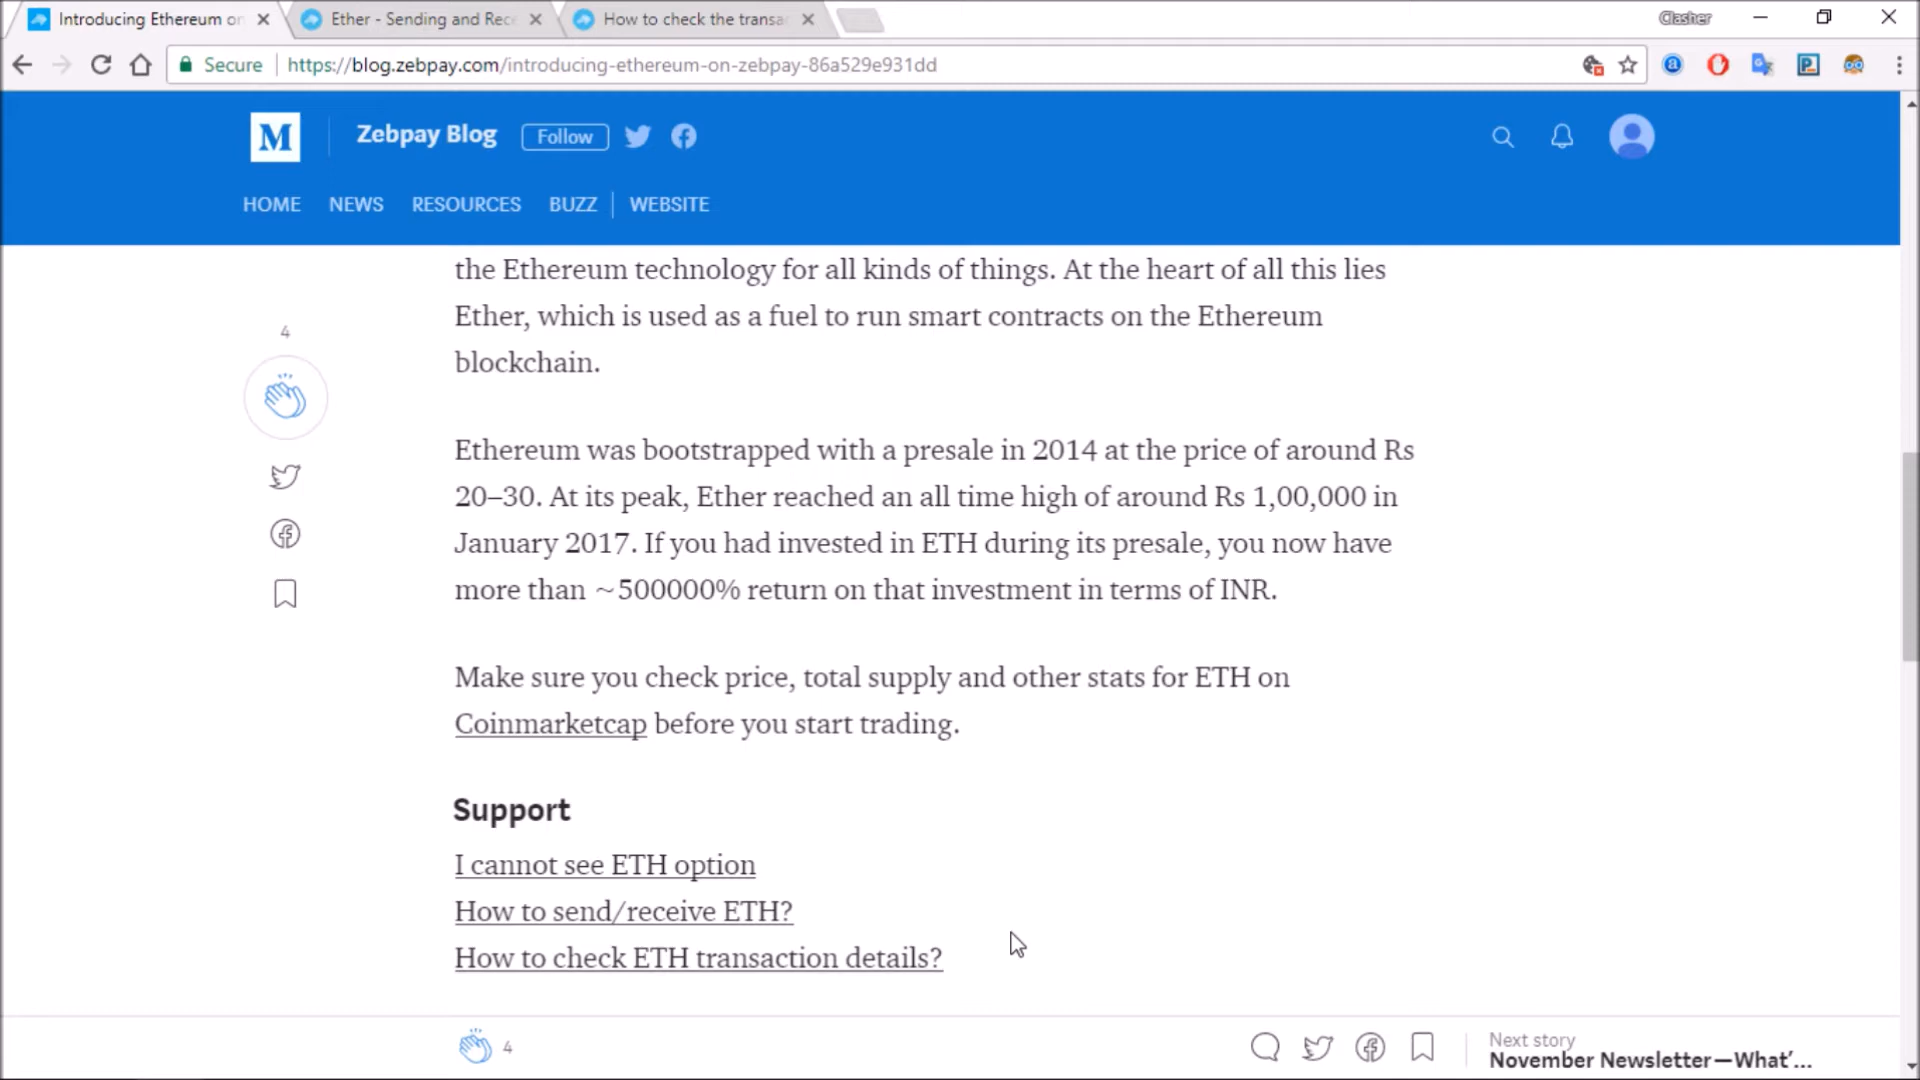 Introducing Ethereum on
Ether - Sending and Rec
How to check the transa
Clasher
Secure
https://blog.zebpay.com/introducing-ethereum-on-zebpay-86a529e931dd
M
Zebpay Blog
Follow
HOME
NEWS
RESOURCES
BUZZ
WEBSITE
the Ethereum technology for all kinds of things. At the heart of all this lies
Ether, which is used as a fuel to run smart contracts on the Ethereum
blockchain.
4
Ethereum was bootstrapped with a presale in 2014 at the price of around Rs
20–30. At its peak, Ether reached an all time high of around Rs 1,00,000 in
January 2017. If you had invested in ETH during its presale, you now have
more than ~500000% return on that investment in terms of INR.
Make sure you check price, total supply and other stats for ETH on
Coinmarketcap before you start trading.
Support
I cannot see ETH option
How to send/receive ETH?
How to check ETH transaction details?
4
Next story
November Newsletter—What’...